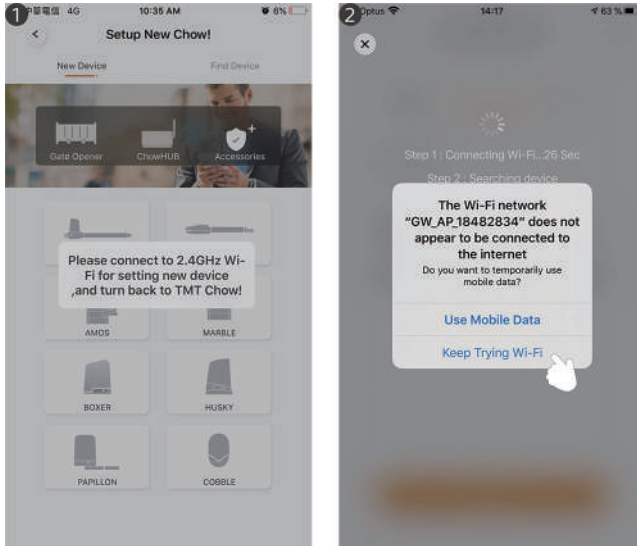 1
中華電信 4G 10:35 AM 6%
Setup New Chow!
New Device Find Device
Gate Opener ChowHUB Accessories
Please connect to 2.4GHz Wi-
Fi for setting new device
,and turn back to TMT Chow!
AMOS MARBLE
BOXER HUSKY
PAPILLON COBBLE
2
Optus 14:17 63 %
Step 1 : Connecting Wi-Fi...26 Sec
Step 2 : Searching device
The Wi-Fi network
“GW_AP_18482834” does not
appear to be connected to
the internet
Do you want to temporarily use
mobile data?
Use Mobile Data
Keep Trying Wi-Fi